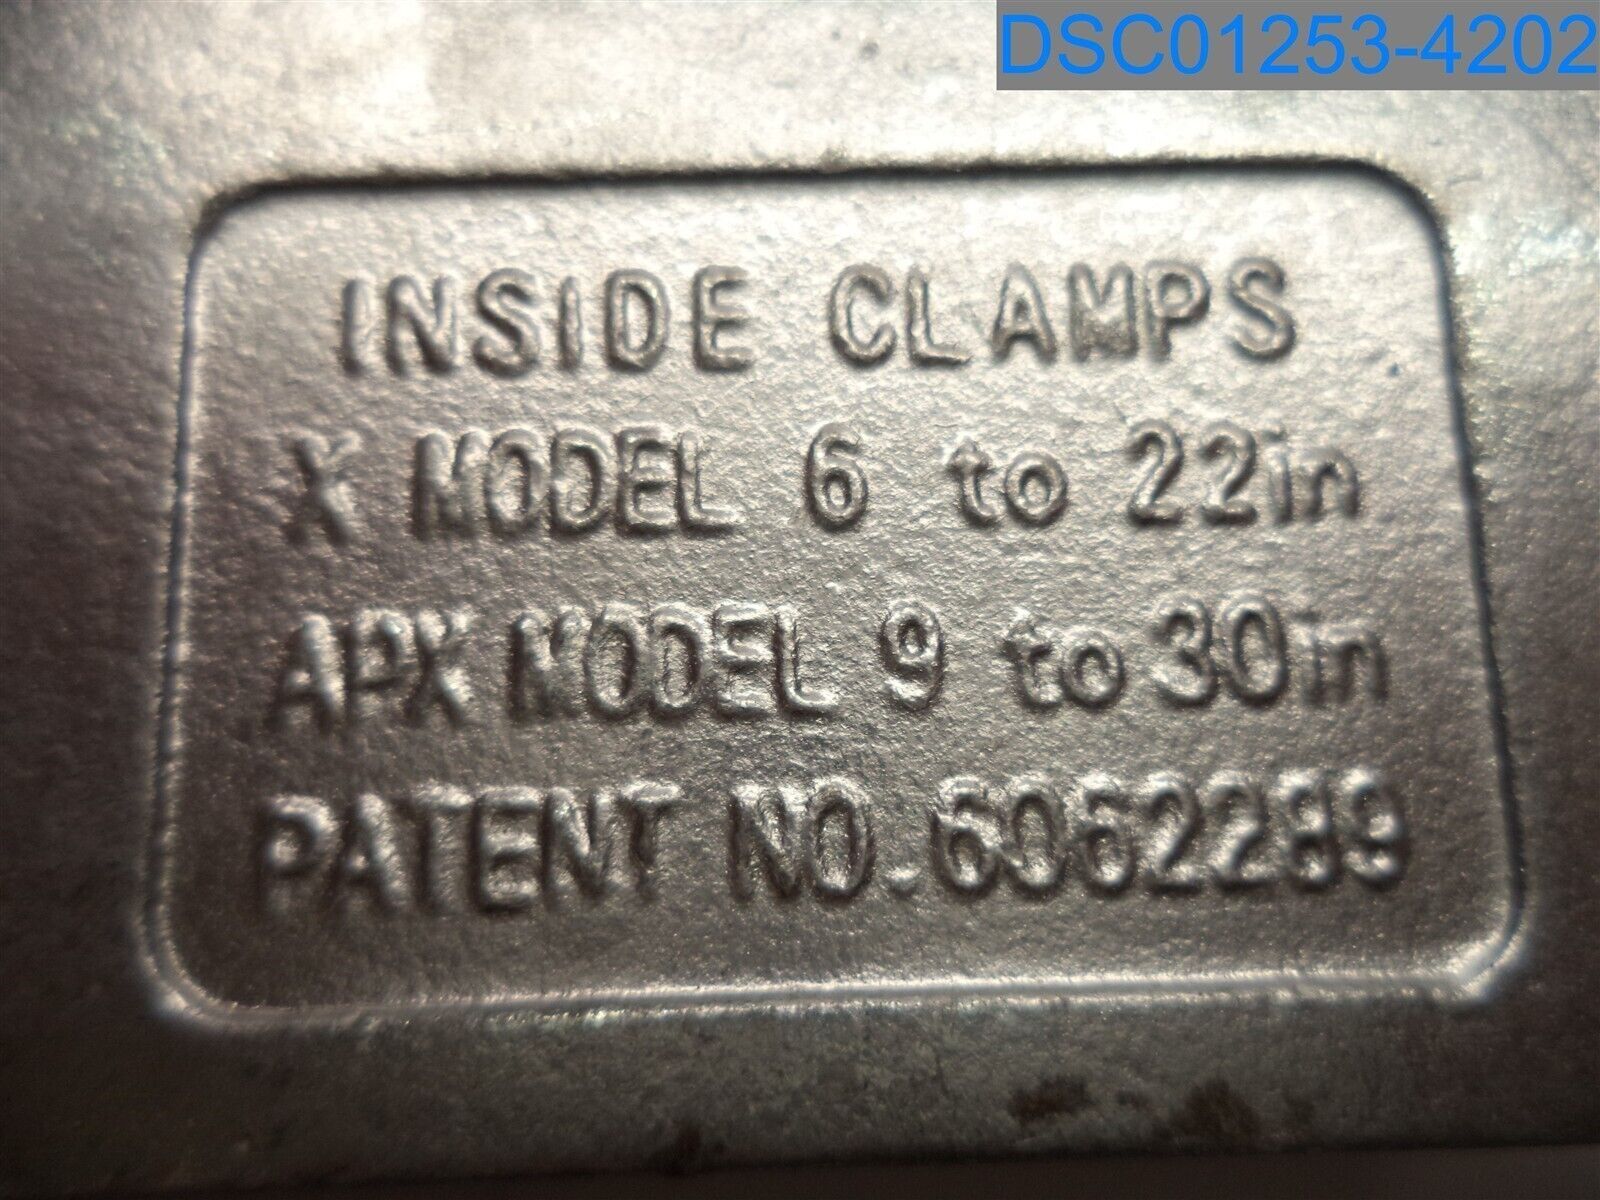 DSC01253-4202
INSIDE CLAMPS
X MODEL 6 to 22in
APX MODEL 9 to 30in
PATENT NO. 6062289